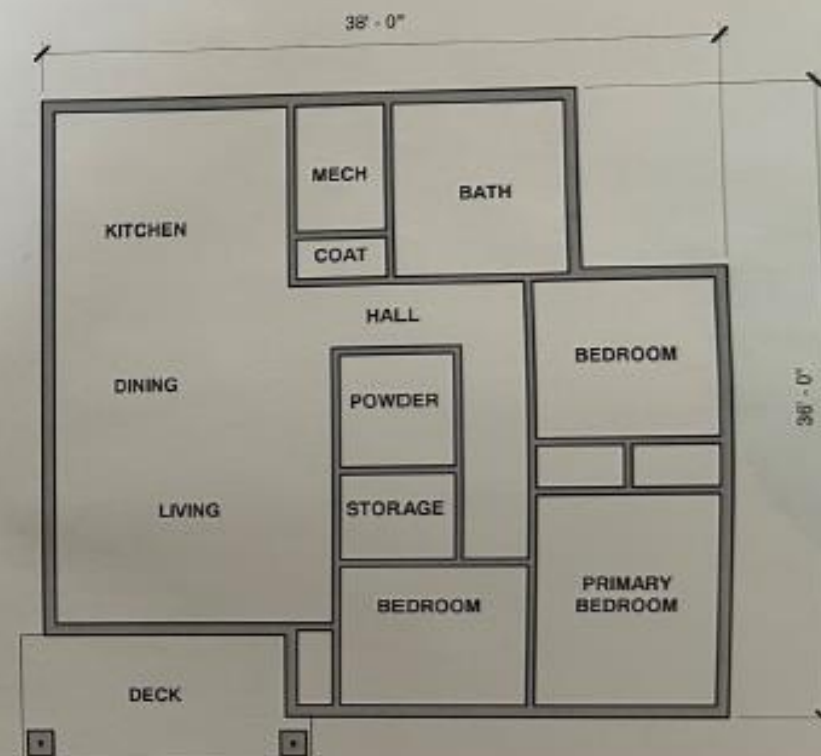 38' - 0"
MECH
BATH
KITCHEN
COAT
HALL
BEDROOM
DINING
POWDER
36' - 0"
LIVING
STORAGE
BEDROOM
PRIMARY
BEDROOM
DECK